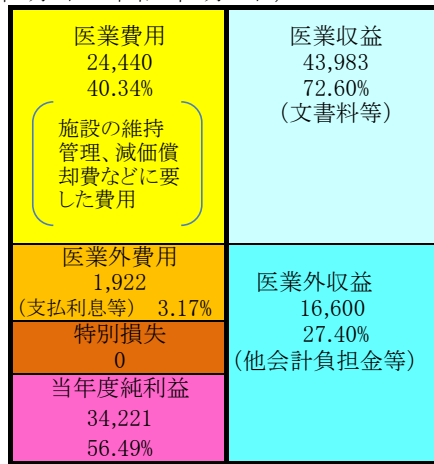 医業費用
24,440
40.34%
施設の維持
管理、減価償
却費などに要
した費用
医業外費用
1,922
(支払利息等) 3.17%
特別損失
0
当年度純利益
34,221
56.49%
医業収益
43,983
72.60%
(文書料等)
医業外収益
16,600
27.40%
(他会計負担金等)